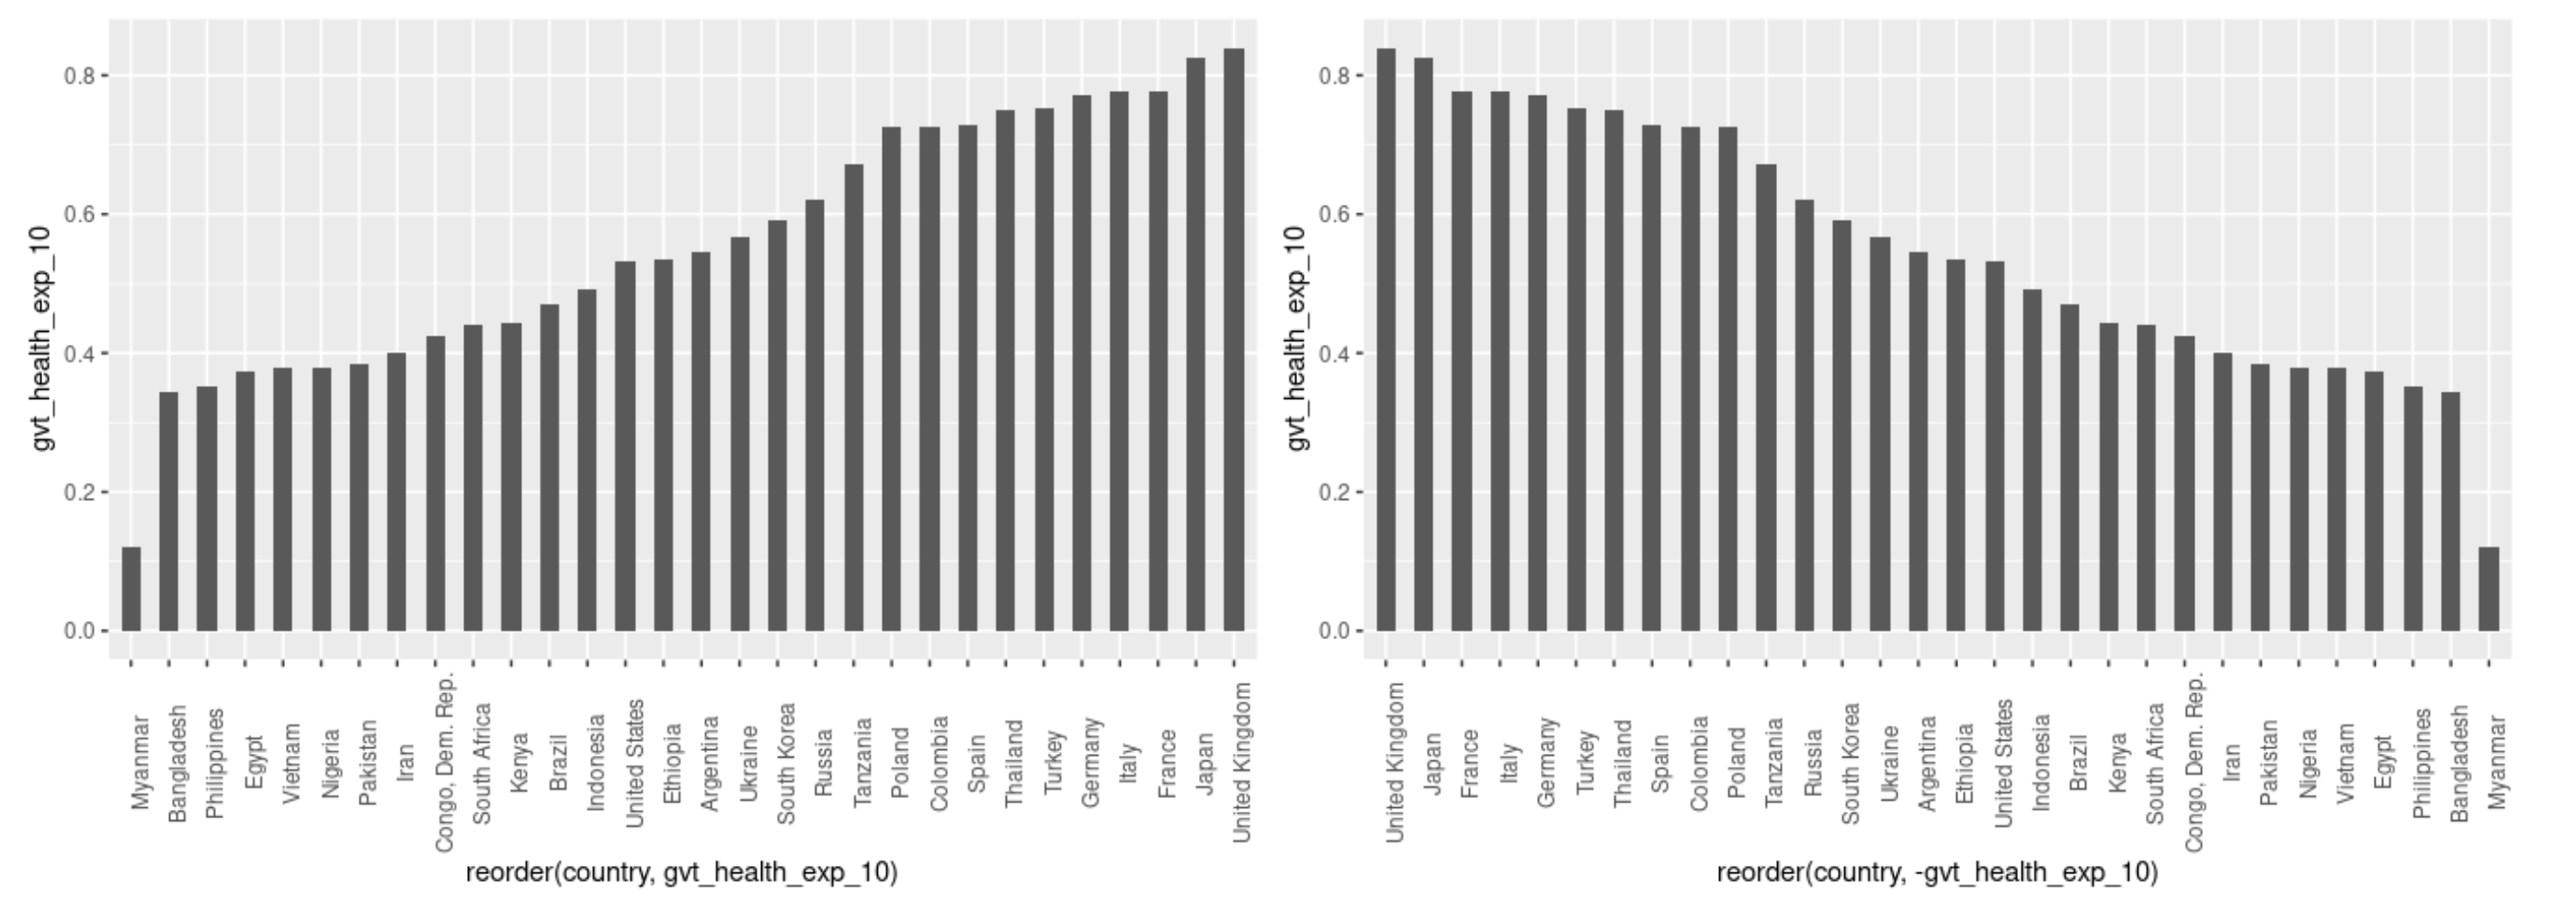 gvt_health_exp_10
0.8
0.6
0.4
0.2
0.0
Myanmar
Bangladesh
Philippines
Egypt
Vietnam
Nigeria
Pakistan
Iran
Congo, Dem. Rep.
South Africa
Kenya
Brazil
Indonesia
United States
Ethiopia
Argentina
Ukraine
South Korea
Russia
Tanzania
Poland
Colombia
Spain
Thailand
Turkey
Germany
Italy
France
Japan
United Kingdom
reorder(country, gvt_health_exp_10)
gvt_health_exp_10
0.8
0.6
0.4
0.2
0.0
United Kingdom
Japan
France
Italy
Germany
Turkey
Thailand
Spain
Colombia
Poland
Tanzania
Russia
South Korea
Ukraine
Argentina
Ethiopia
United States
Indonesia
Brazil
Kenya
South Africa
Congo, Dem. Rep.
Iran
Pakistan
Nigeria
Vietnam
Egypt
Philippines
Bangladesh
Myanmar
reorder(country, -gvt_health_exp_10)